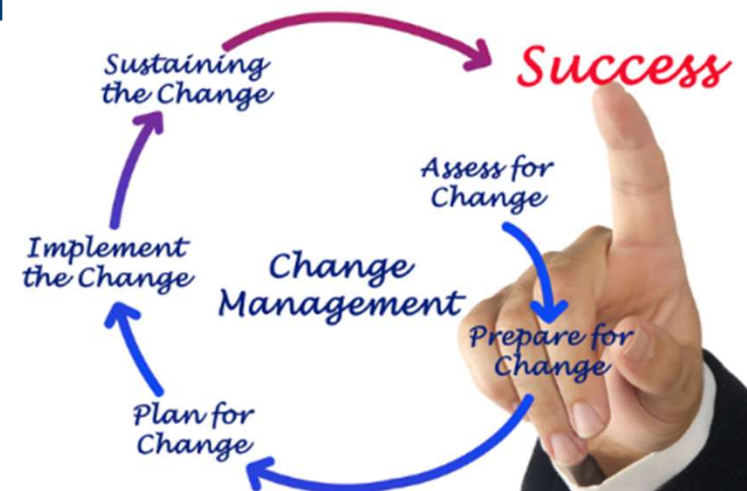 Sustaining
the Change
Success
Assess for
Change
Implement
the Change
Change
Management
Prepare for
Change
Plan for
Change